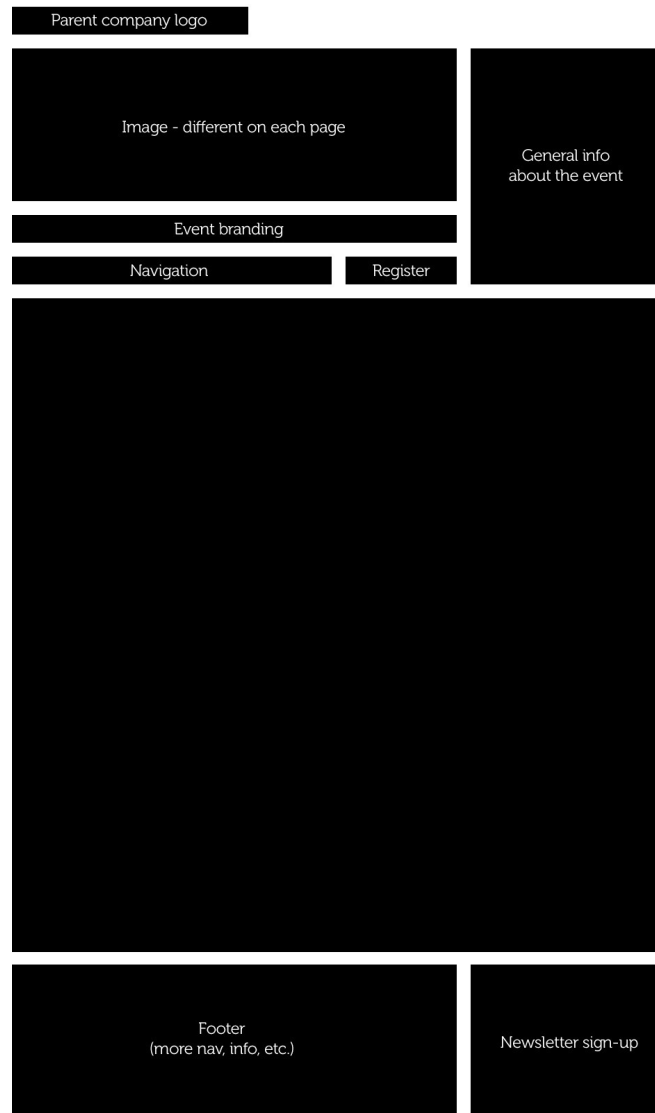 Parent company logo
Image - different on each page
General info
about the event
Event branding
Navigation
Register
Footer
(more nav, info, etc.)
Newsletter sign-up